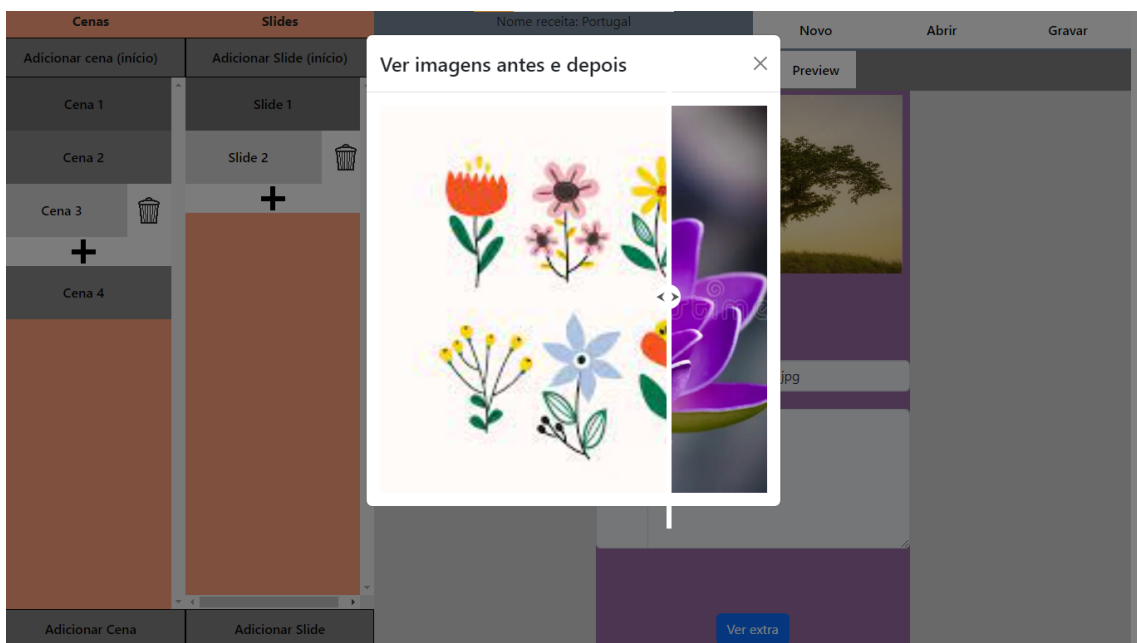 Cenas
Slides
Nome receita: Portugal
Novo
Abrir
Gravar
Adicionar cena (início)
Adicionar Slide (início)
Ver imagens antes e depois
Preview
Cena 1
Slide 1
Cena 2
Slide 2
Cena 3
Cena 4
jpg
Adicionar Cena
Adicionar Slide
Ver extra